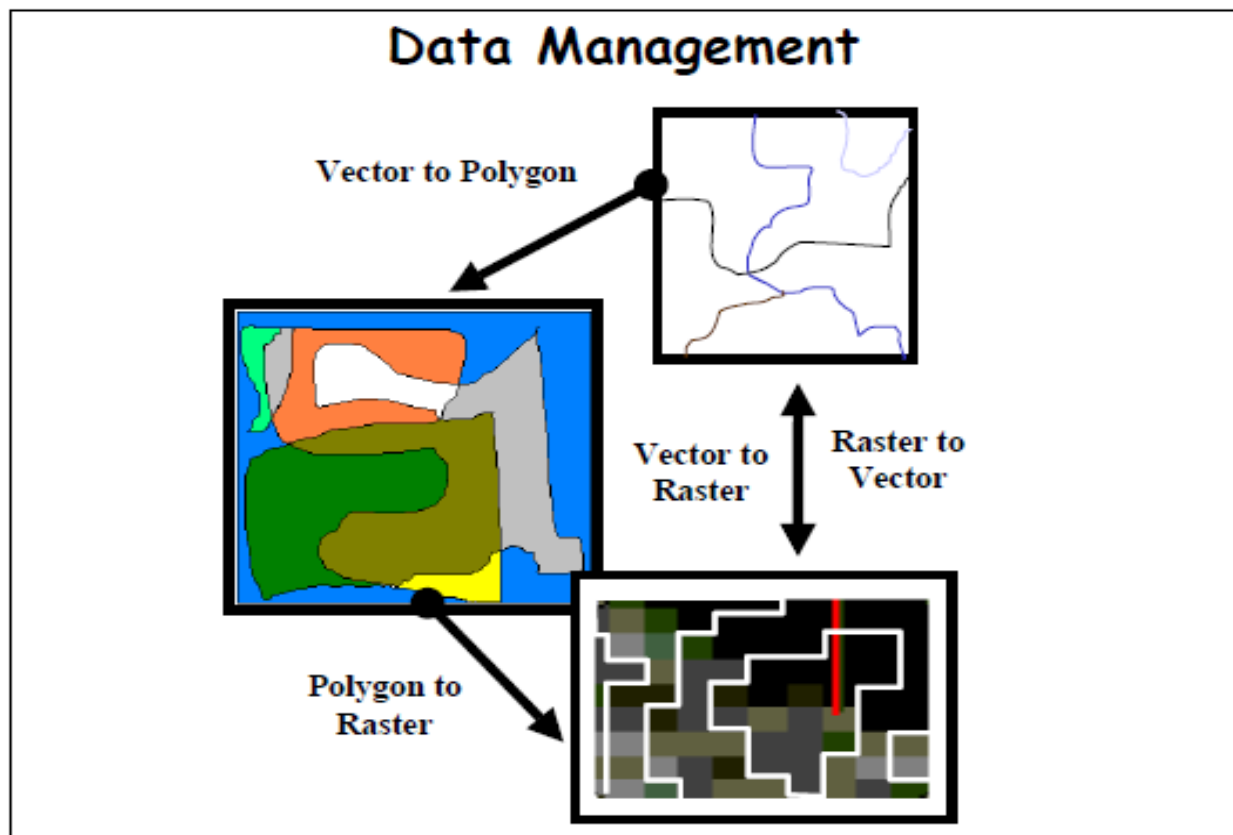 Data Management
Vector to Polygon
Vector to
Raster
Raster to
Vector
Polygon to
Raster